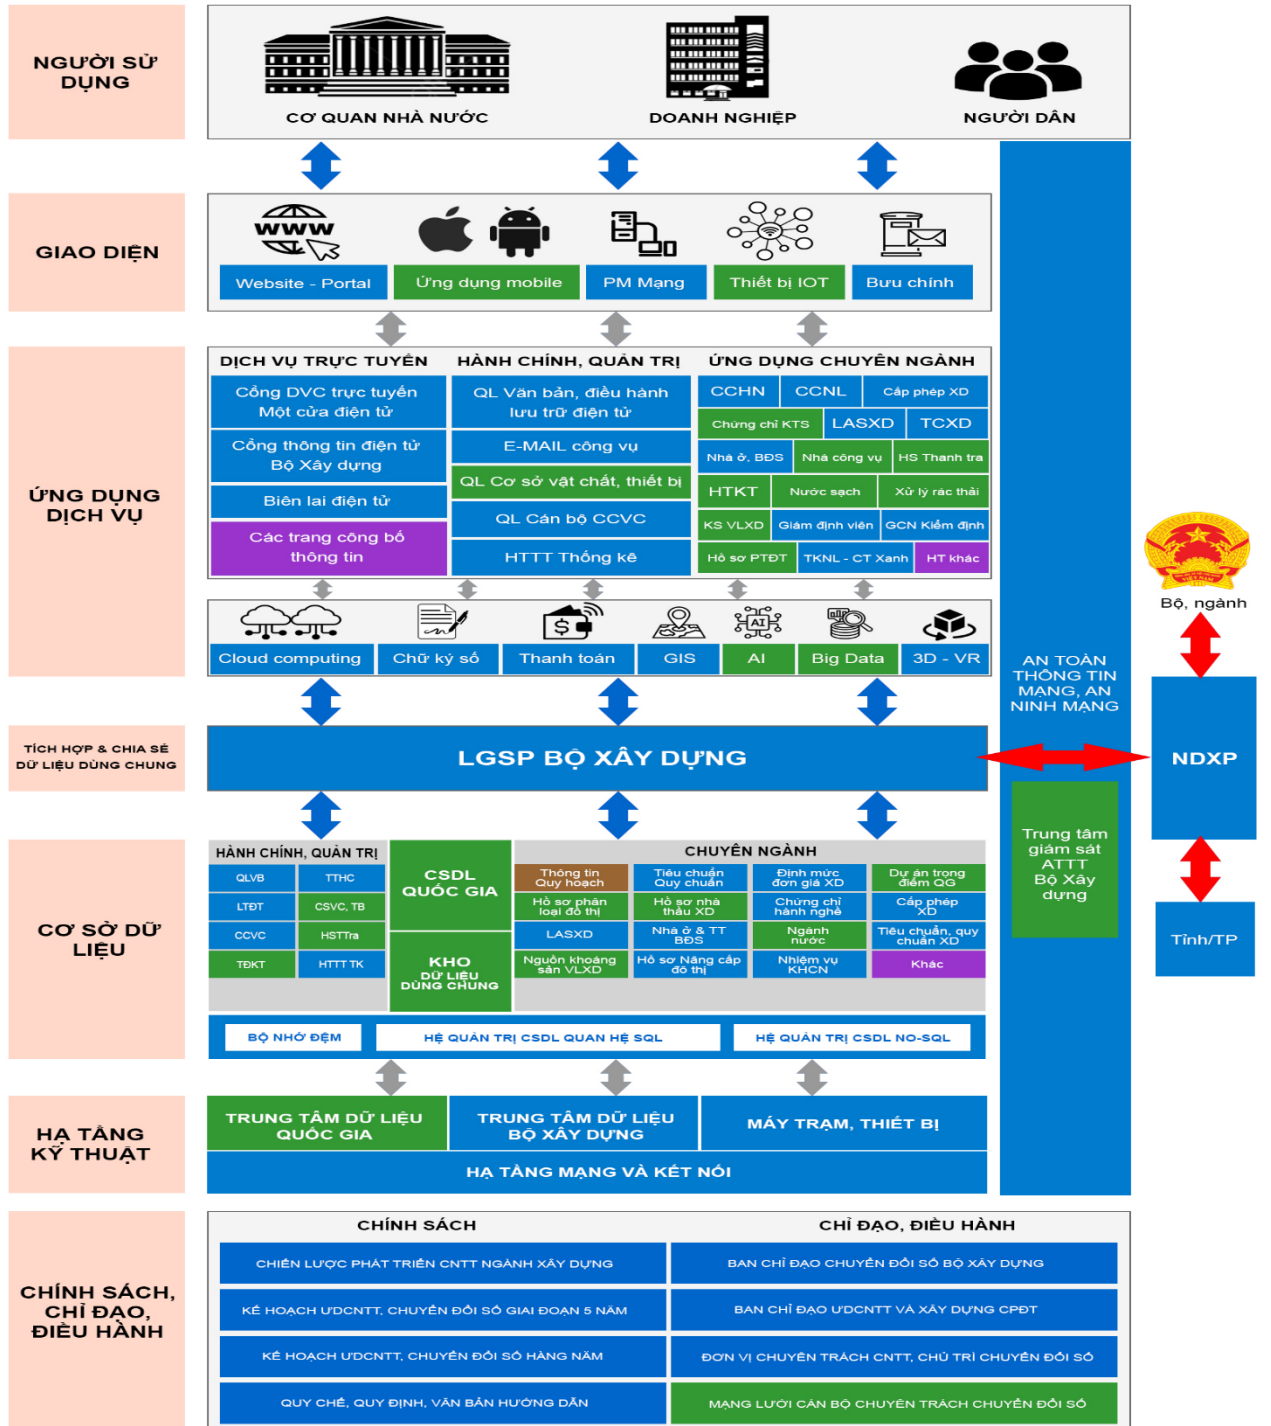 NGƯỜI SỬ
DỤNG
CƠ QUAN NHÀ NƯỚC
DOANH NGHIỆP
NGƯỜI DÂN
GIAO DIỆN
WWW
Website - Portal
Ứng dụng mobile
PM Mạng
Thiết bị IOT
Bưu chính
ỨNG DỤNG
DỊCH VỤ
DỊCH VỤ TRỰC TUYẾN
Cổng DVC trực tuyến
Một cửa điện tử
Cổng thông tin điện tử
Bộ Xây dựng
Biên lai điện tử
Các trang công bố
thông tin
HÀNH CHÍNH, QUẢN TRỊ
QL Văn bản, điều hành
lưu trữ điện tử
E-MAIL công vụ
QL Cơ sở vật chất, thiết bị
QL Cán bộ CCVC
HTTT Thống kê
ỨNG DỤNG CHUYÊN NGÀNH
CCHN
CCNL
Cấp phép XD
Chứng chỉ KTS
LASXD
TCXD
Nhà ở, BĐS
Nhà công vụ
HS Thanh tra
HTKT
Nước sạch
Xử lý rác thải
KS VLXD
Giám định viên
GCN Kiểm định
Hồ sơ PTĐT
TKNL - CT Xanh
HT khác
AI
Cloud computing
Chữ ký số
Thanh toán
GIS
AI
Big Data
3D - VR
TÍCH HỢP & CHIA SẺ
DỮ LIỆU DÙNG CHUNG
LGSP BỘ XÂY DỰNG
AN TOÀN
THÔNG TIN
MẠNG, AN
NINH MẠNG
Trung tâm
giám sát
ATTT
Bộ Xây
dựng
VIỆT NAM
Bộ, ngành
NDXP
Tỉnh/TP
CƠ SỞ DỮ
LIỆU
HÀNH CHÍNH, QUẢN TRỊ
QLVB
TTHC
LTĐT
CSVC, TB
CCVC
HSTTra
TĐKT
HTTT TK
CSDL
QUỐC GIA
KHO
DỮ LIỆU
DÙNG CHUNG
CHUYÊN NGÀNH
Thông tin
Quy hoạch
Tiêu chuẩn
Quy chuẩn
Định mức
đơn giá XD
Dự án trọng
điểm QG
Hồ sơ phân
loại đô thị
Hồ sơ nhà
thầu XD
Chứng chỉ
hành nghề
Cấp phép
XD
LASXD
Nhà ở & TT
BĐS
Ngành
nước
Tiêu chuẩn, quy
chuẩn XD
Nguồn khoáng
sản VLXD
Hồ sơ Nâng cấp
đô thị
Nhiệm vụ
KHCN
Khác
BỘ NHỚ ĐỆM
HỆ QUẢN TRỊ CSDL QUAN HỆ SQL
HỆ QUẢN TRỊ CSDL NO-SQL
HẠ TẦNG
KỸ THUẬT
TRUNG TÂM DỮ LIỆU
QUỐC GIA
TRUNG TÂM DỮ LIỆU
BỘ XÂY DỰNG
MÁY TRẠM, THIẾT BỊ
HẠ TẦNG MẠNG VÀ KẾT NỐI
CHÍNH SÁCH,
CHỈ ĐẠO,
ĐIỀU HÀNH
CHÍNH SÁCH
CHIẾN LƯỢC PHÁT TRIỂN CNTT NGÀNH XÂY DỰNG
KẾ HOẠCH ƯDCNTT, CHUYỂN ĐỔI SỐ GIAI ĐOẠN 5 NĂM
KẾ HOẠCH ƯDCNTT, CHUYỂN ĐỔI SỐ HÀNG NĂM
QUY CHẾ, QUY ĐỊNH, VĂN BẢN HƯỚNG DẪN
CHỈ ĐẠO, ĐIỀU HÀNH
BAN CHỈ ĐẠO CHUYỂN ĐỔI SỐ BỘ XÂY DỰNG
BAN CHỈ ĐẠO ƯDCNTT VÀ XÂY DỰNG CPĐT
ĐƠN VỊ CHUYÊN TRÁCH CNTT, CHỦ TRÌ CHUYỂN ĐỔI SỐ
MẠNG LƯỚI CÁN BỘ CHUYÊN TRÁCH CHUYỂN ĐỔI SỐ